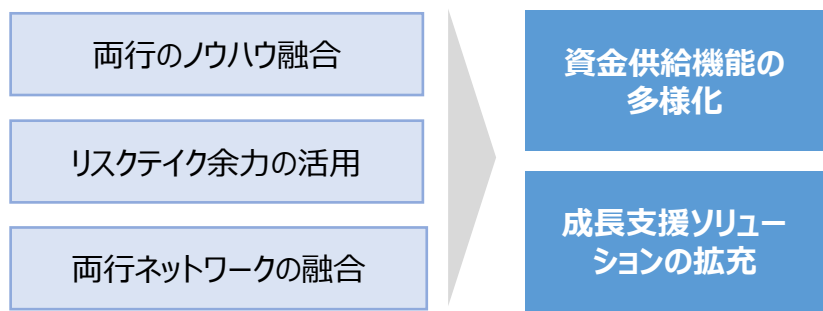 両行のノウハウ融合
リスクテイク余力の活用
両行ネットワークの融合
資金供給機能の
多様化
成長支援ソリュー
ションの拡充